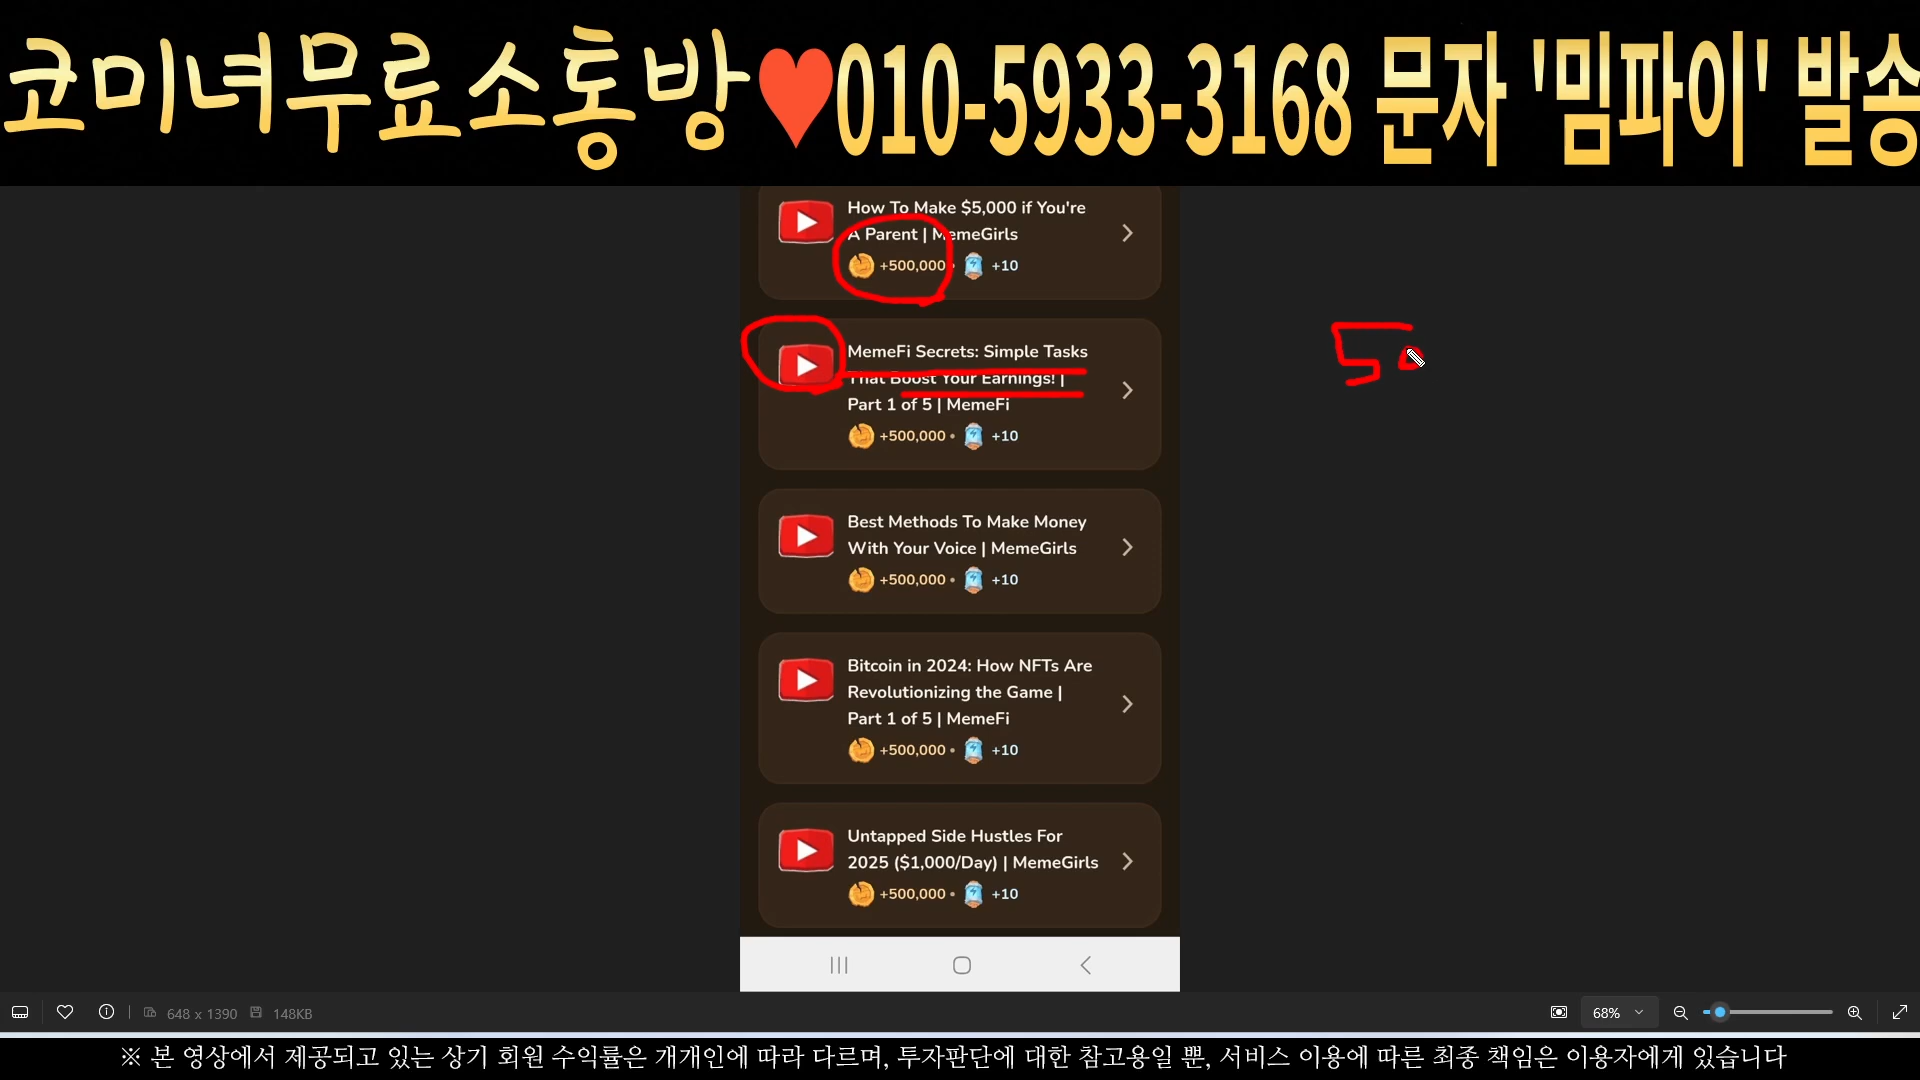 코미녀무료소통방♥010-5933-3168 문자 '밈파이' 발송
How To Make $5,000 if You're
A Parent | MemeGirls
+500,000 • +10
MemeFi Secrets: Simple Tasks
That Boost Your Earnings! |
Part 1 of 5 | MemeFi
+500,000 • +10
50
Best Methods To Make Money
With Your Voice | MemeGirls
+500,000 • +10
Bitcoin in 2024: How NFTs Are
Revolutionizing the Game |
Part 1 of 5 | MemeFi
+500,000 • +10
Untapped Side Hustles For
2025 ($1,000/Day) | MemeGirls
+500,000 • +10
648 x 1390 148KB 68%
※ 본 영상에서 제공되고 있는 상기 회원 수익률은 개개인에 따라 다르며, 투자판단에 대한 참고용일 뿐, 서비스 이용에 따른 최종 책임은 이용자에게 있습니다